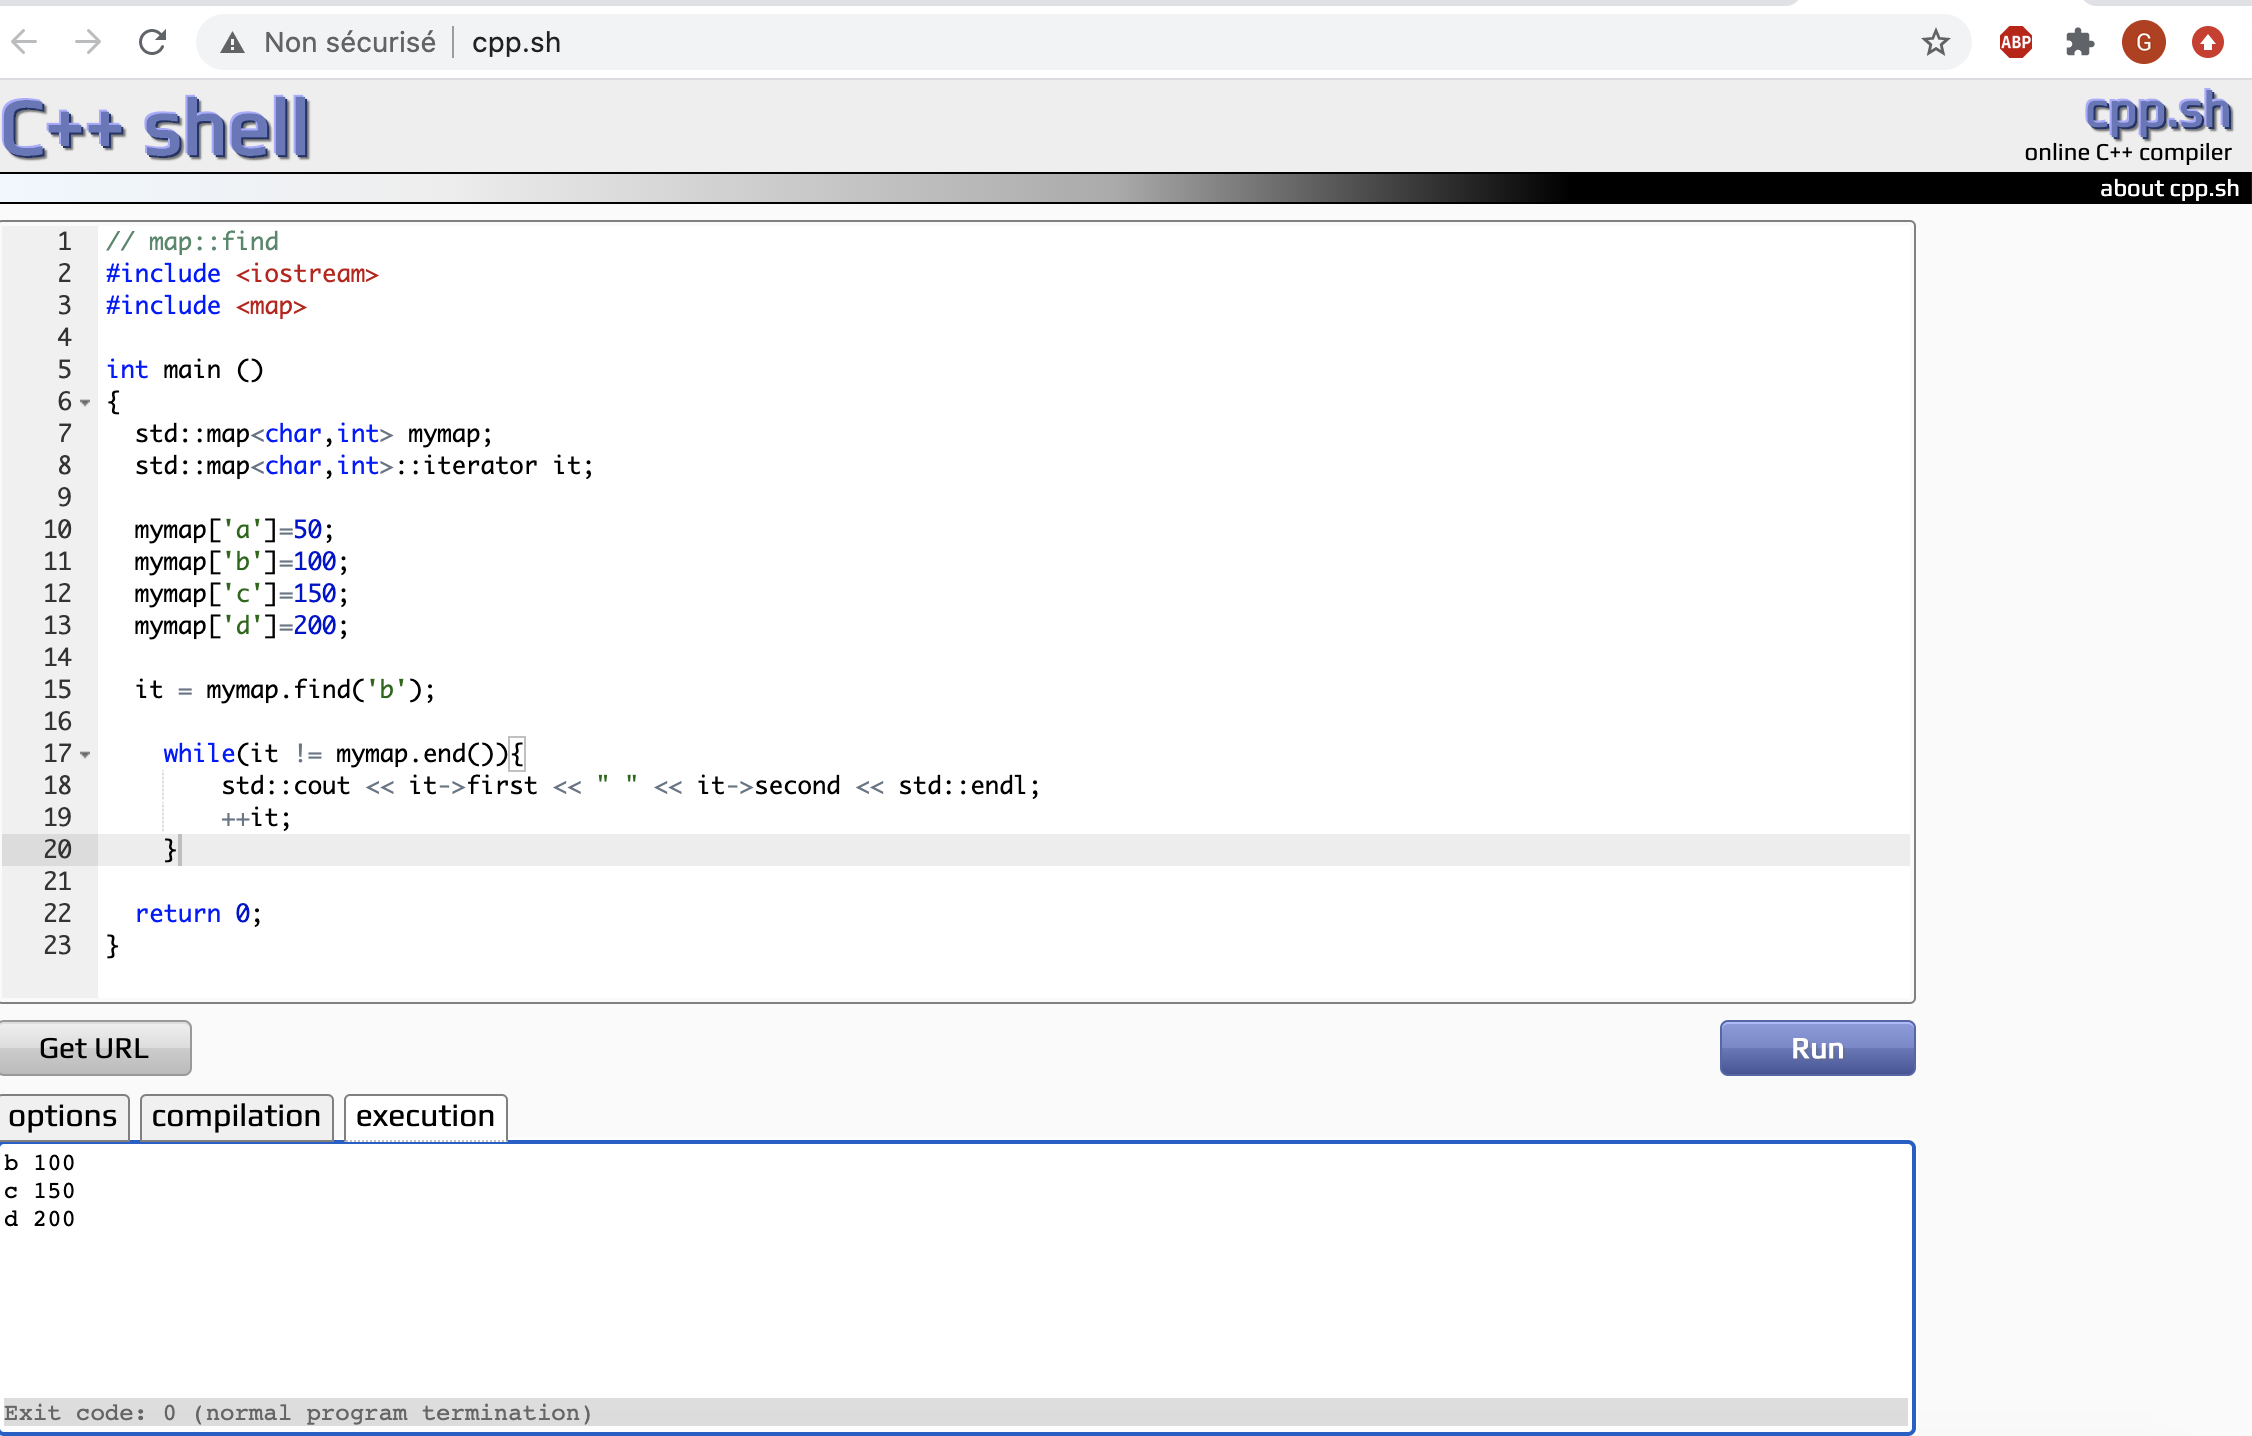 Non sécurisé | cpp.sh
ABP
G
C++ shell
cpp.sh
online C++ compiler
about cpp.sh
1 // map::find
2 #include <iostream>
3 #include <map>
4
5 int main ()
6 {
7   std::map<char,int> mymap;
8   std::map<char,int>::iterator it;
9
10   mymap['a']=50;
11   mymap['b']=100;
12   mymap['c']=150;
13   mymap['d']=200;
14
15   it = mymap.find('b');
16
17     while(it != mymap.end()){
18         std::cout << it->first << " " << it->second << std::endl;
19         ++it;
20     }
21
22   return 0;
23 }
Get URL
Run
options
compilation
execution
b 100
c 150
d 200
Exit code: 0 (normal program termination)